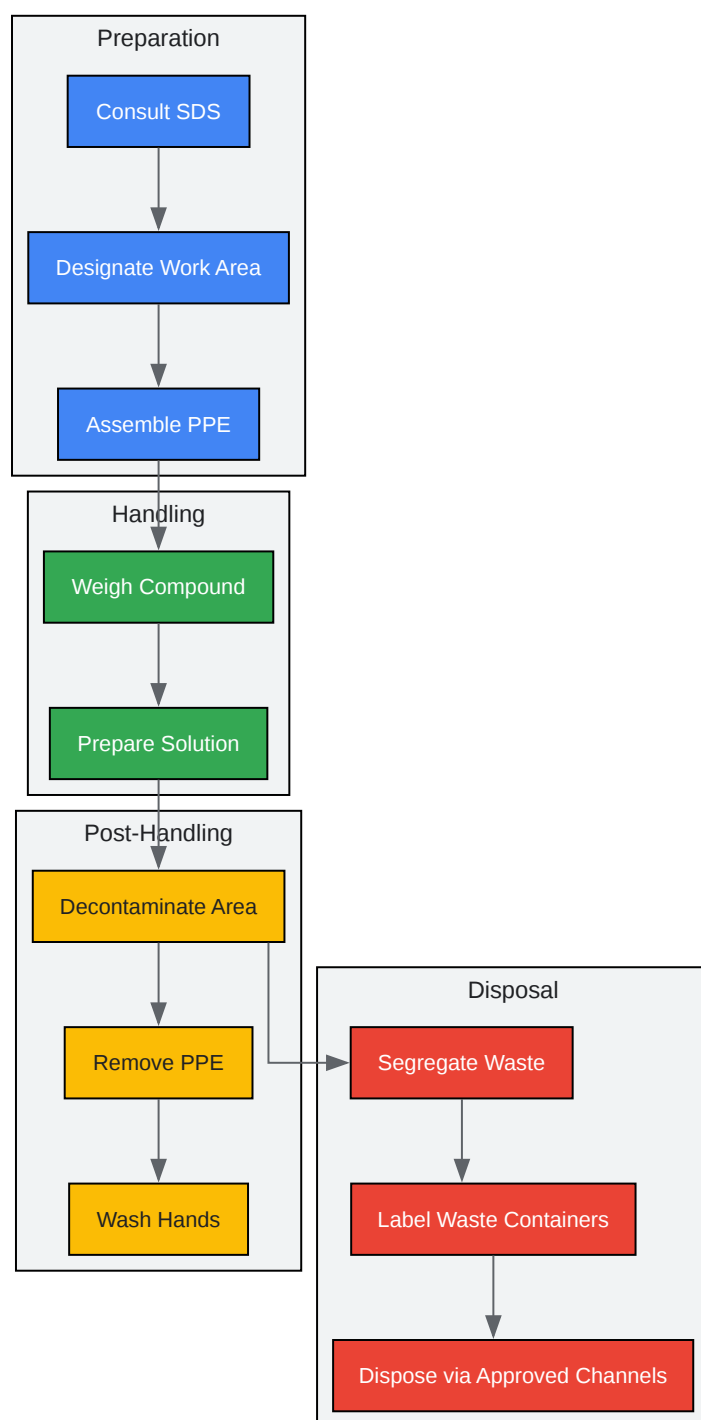 Preparation
Consult SDS
Designate Work Area
Assemble PPE
Handling
Weigh Compound
Prepare Solution
Post-Handling
Decontaminate Area
Remove PPE
Wash Hands
Disposal
Segregate Waste
Label Waste Containers
Dispose via Approved Channels